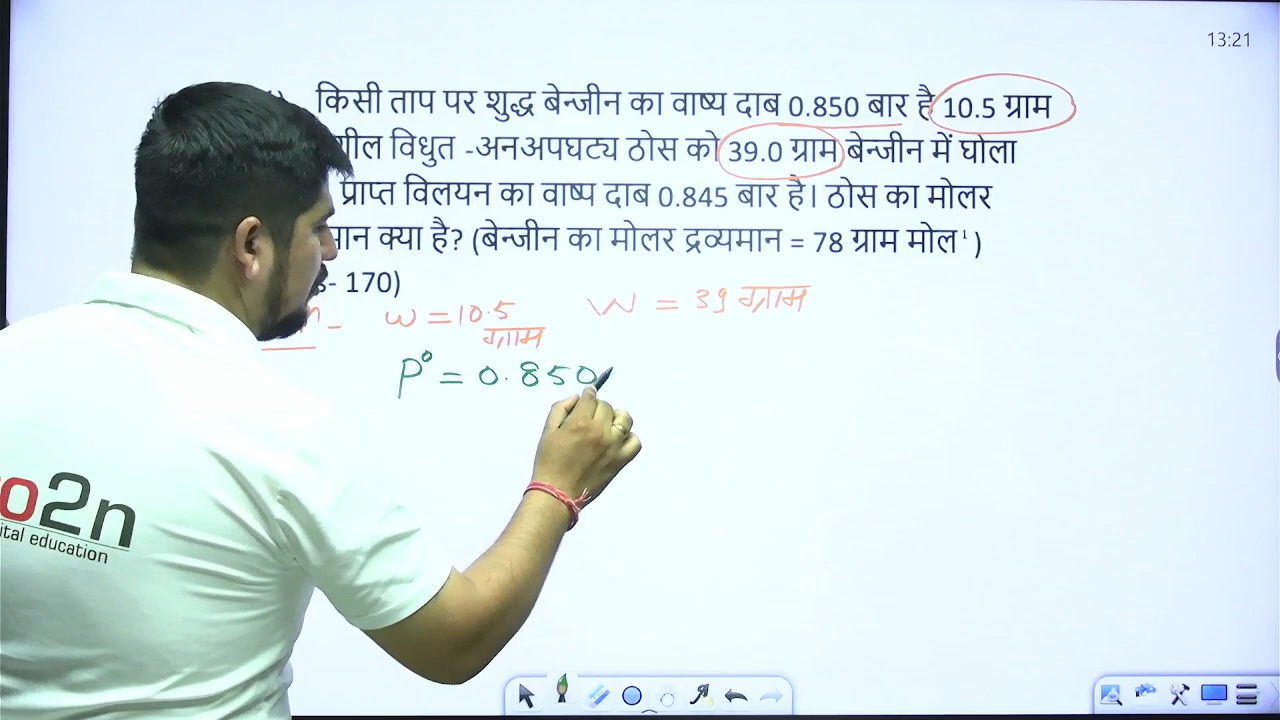 13:21
किसी ताप पर शुद्ध बेन्जीन का वाष्प दाब 0.850 बार है 10.5 ग्राम
शील विधुत -अनअपघट्य ठोस को 39.0 ग्राम बेन्जीन में घोला
प्राप्त विलयन का वाष्प दाब 0.845 बार है। ठोस का मोलर
मान क्या है? (बेन्जीन का मोलर द्रव्यमान = 78 ग्राम मोल¹ )
- 170)
w = 10.5 ग्राम W = 39 ग्राम
P° = 0.850
o2n
ital education